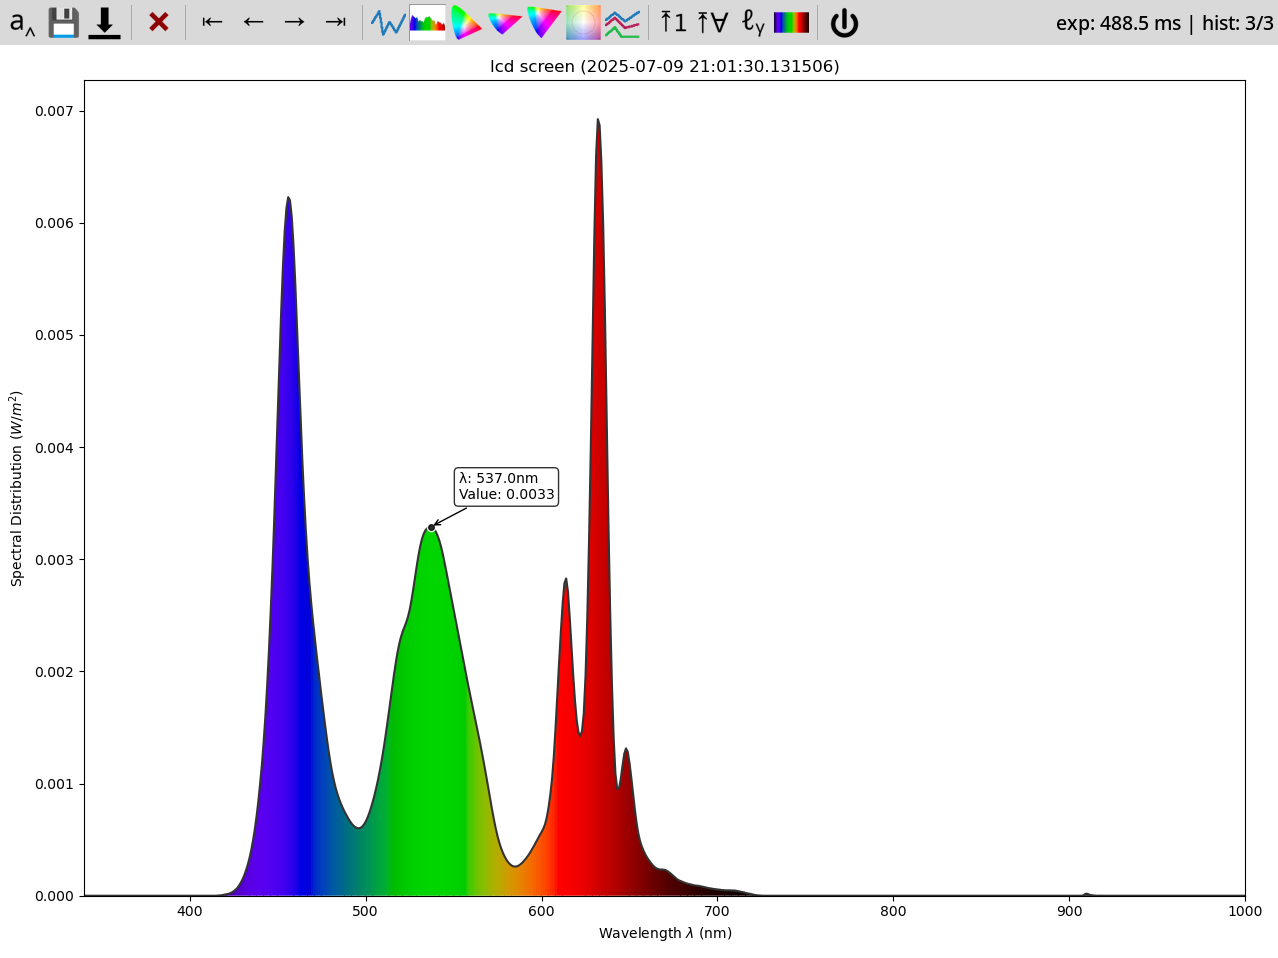 a^
⇤ ← → ⇥
⤒1 ⤒∀ ℓγ
exp: 488.5 ms | hist: 3/3
lcd screen (2025-07-09 21:01:30.131506)
Spectral Distribution (W/m²)
0.007
0.006
0.005
0.004
0.003
0.002
0.001
0.000
λ: 537.0nm
Value: 0.0033
400 500 600 700 800 900 1000
Wavelength λ (nm)